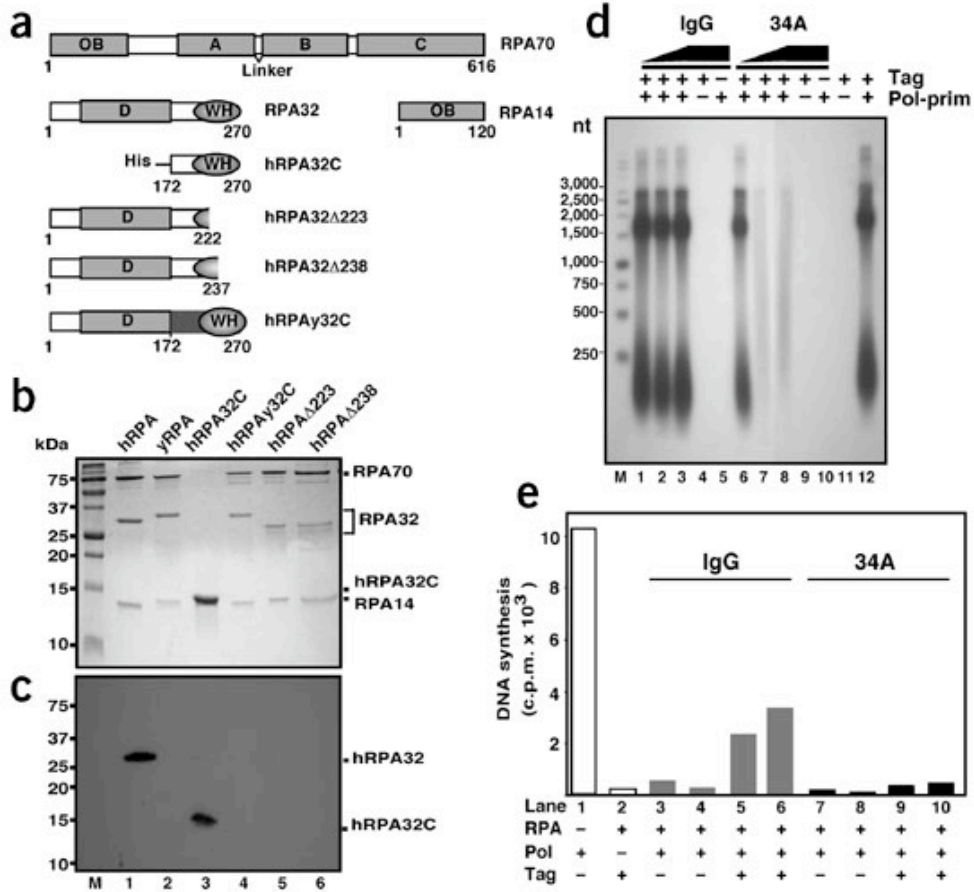 a
OB A B C RPA70
1 Linker 616
D WH RPA32 OB RPA14
1 270 1 120
His WH hRPA32C
172 270
D hRPA32Δ223
1 222
D hRPA32Δ238
1 237
D WH hRPAy32C
1 172 270
b
hRPA yRPA hRPA32C hRPAy32C hRPAΔ223 hRPAΔ238
kDa
75
37
25
20
15
10
RPA70
RPA32
hRPA32C
RPA14
c
75
37
25
20
15
10
hRPA32
hRPA32C
M 1 2 3 4 5 6
d
IgG 34A
+ + + + − + + + + − + + Tag
+ + + − + + + + − + − + Pol-prim
nt
3,000
2,500
2,000
1,500
1,000
750
500
250
M 1 2 3 4 5 6 7 8 9 10 11 12
e
DNA synthesis
(c.p.m. × 10³)
10
8
6
4
2
IgG 34A
Lane 1 2 3 4 5 6 7 8 9 10
RPA − + + + + + + + + +
Pol + − + + + + + + + +
Tag − + − − + + − − + +